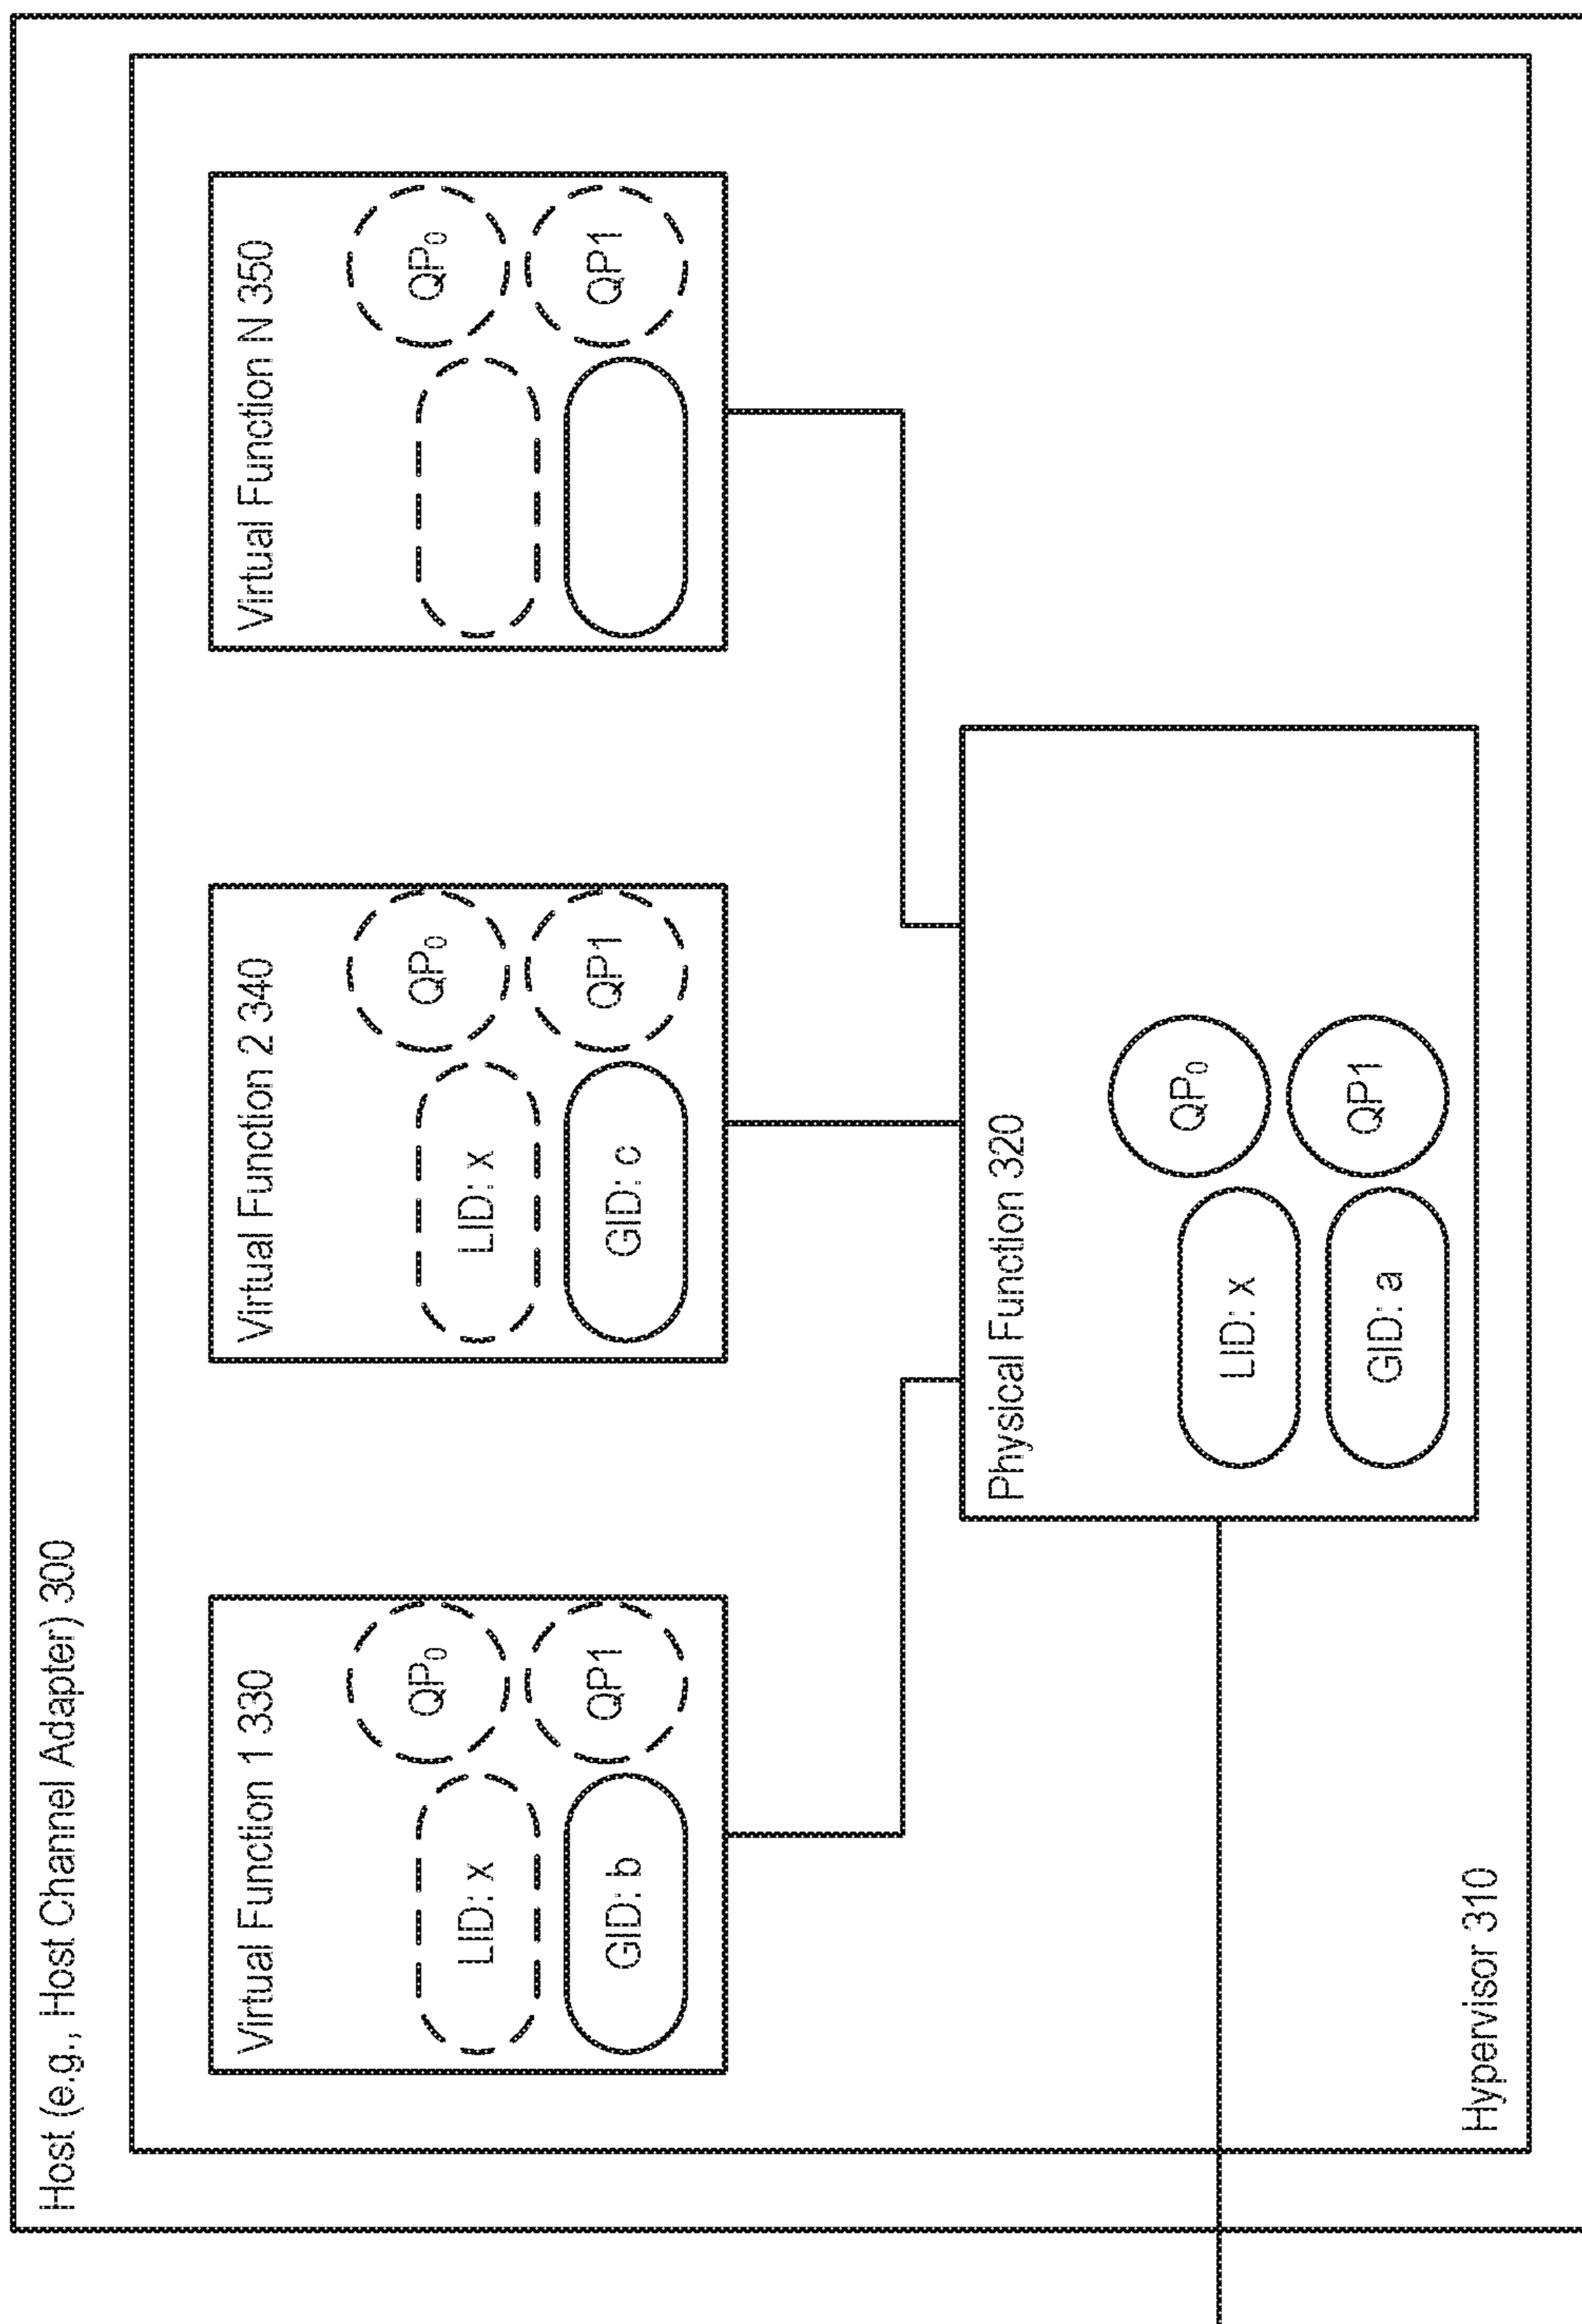 Host (e.g., Host Channel Adapter) 300
Virtual Function 1 330
QP0
LID: x
QP1
GID: b
Virtual Function 2 340
QP0
LID: x
QP1
GID: c
Virtual Function N 350
QP0
QP1
Physical Function 320
QP0
LID: x
QP1
GID: a
Hypervisor 310